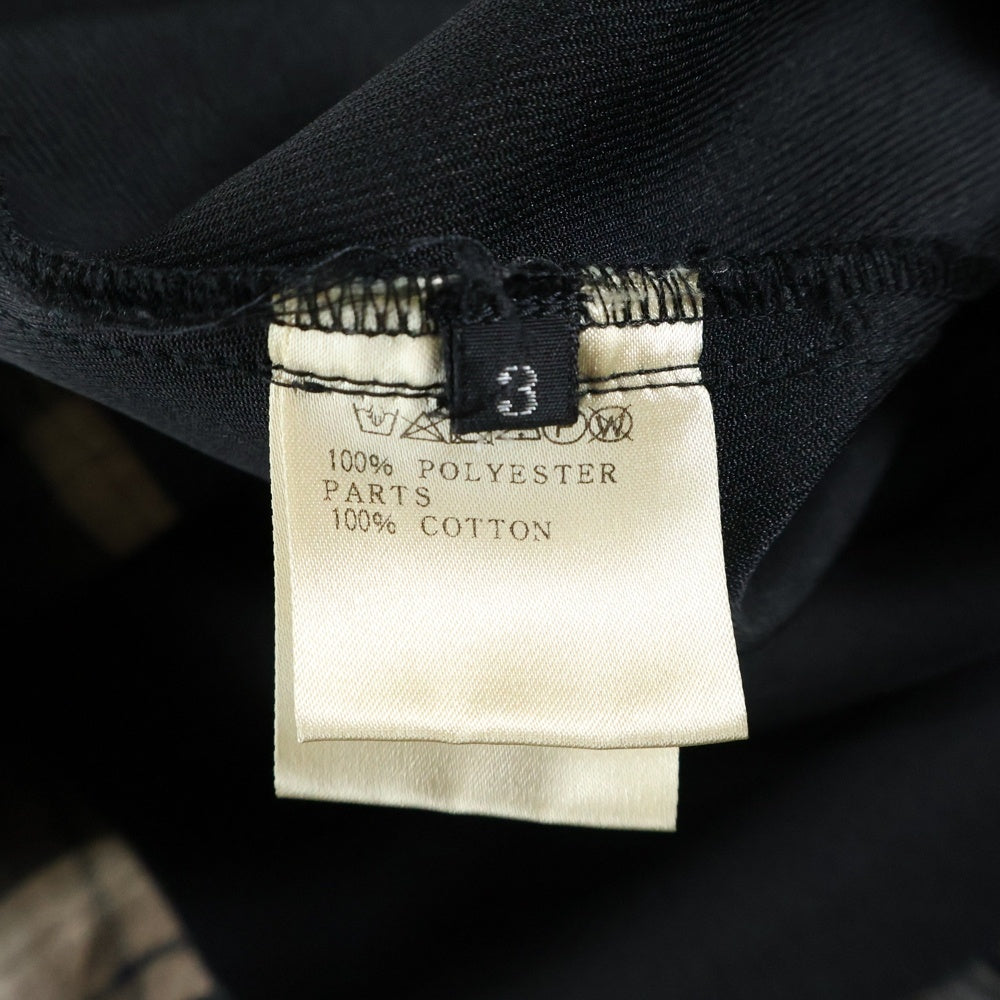 3
W
100% POLYESTER
PARTS
100% COTTON